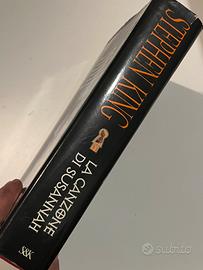 STEPHEN KING
LA CANZONE
DI SUSANNAH
subito